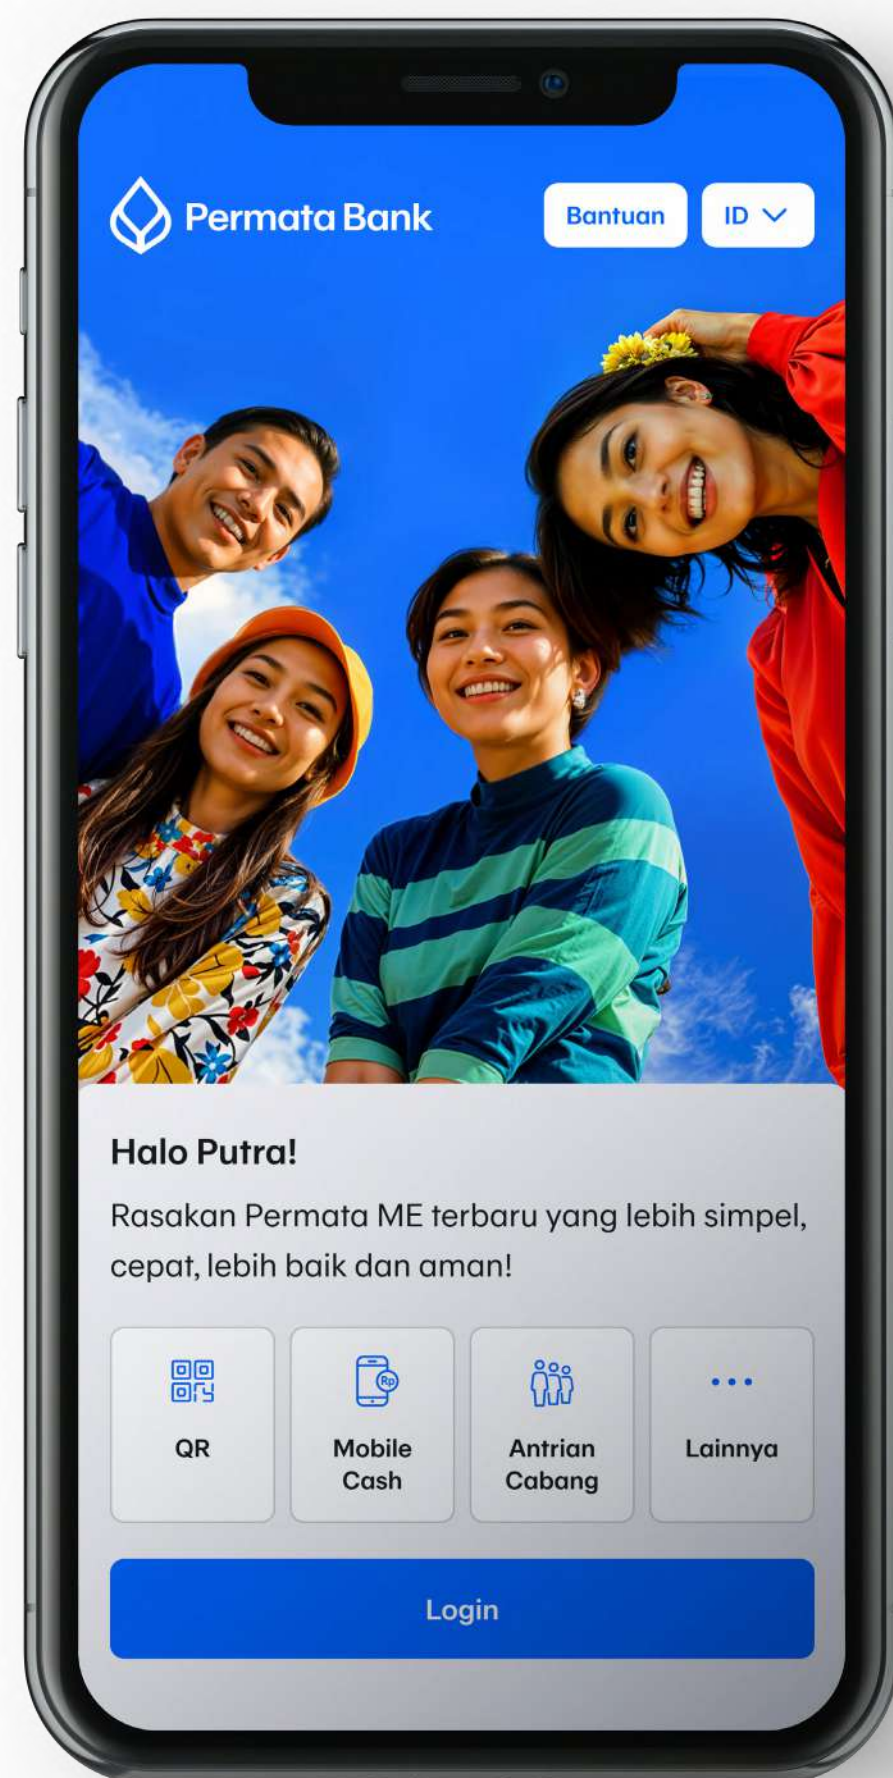 Permata Bank
Bantuan
ID
Halo Putra!
Rasakan Permata ME terbaru yang lebih simpel,
cepat, lebih baik dan aman!
Rp
QR
Mobile
Cash
Antrian
Cabang
Lainnya
Login